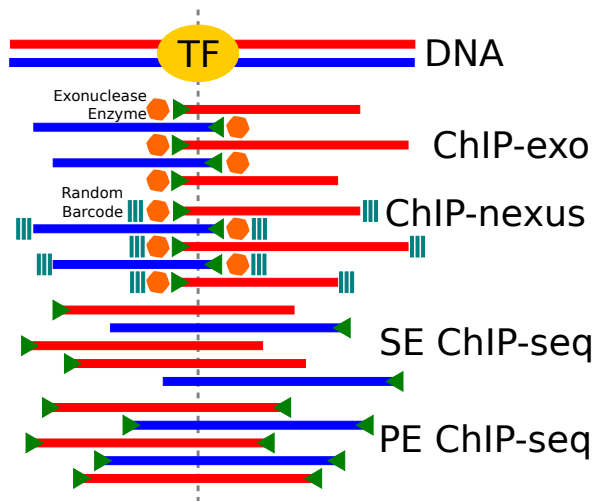 TF
DNA
Exonuclease
Enzyme
ChIP-exo
Random
Barcode
ChIP-nexus
SE ChIP-seq
PE ChIP-seq